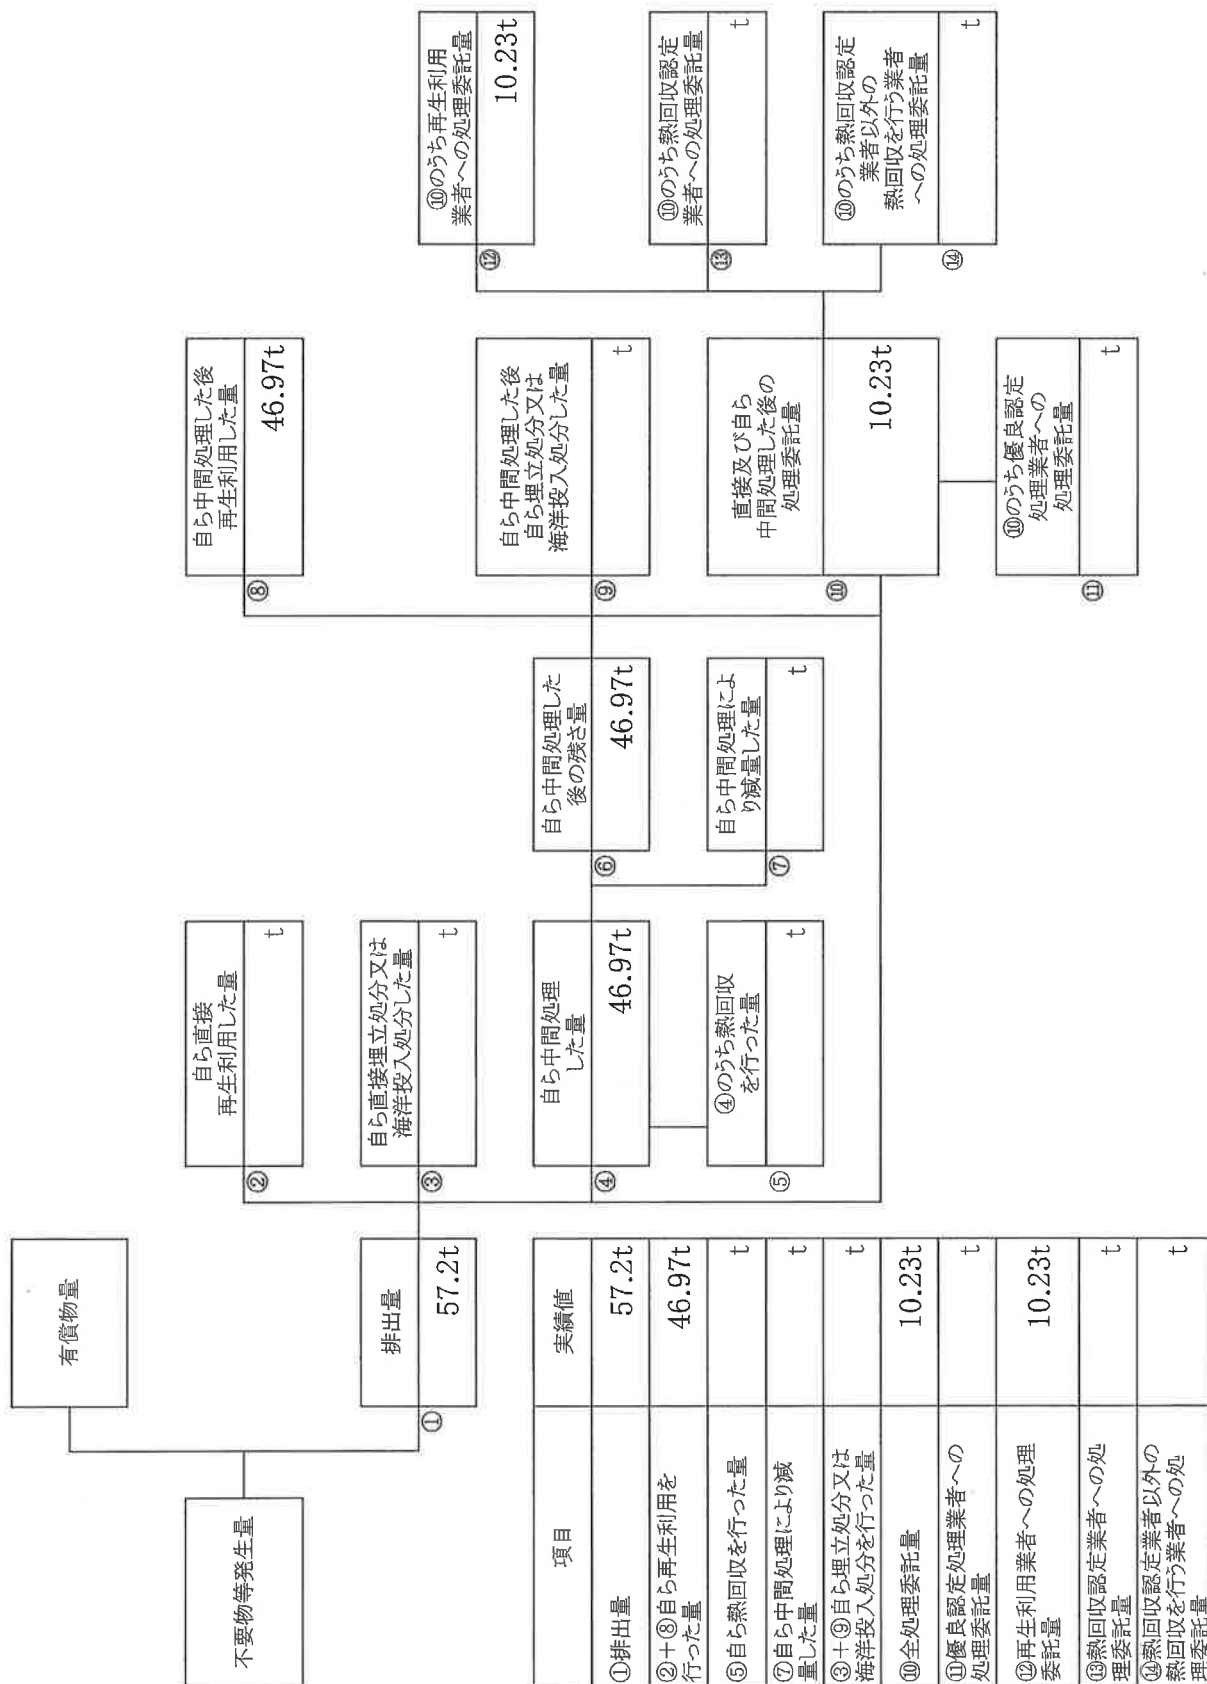 不要物等発生量
有償物量
排出量
① 57.2t
自ら直接
再生利用した量
② t
自ら直接埋立処分又は
海洋投入処分した量
③ t
自ら中間処理
した量
④ 46.97t
④のうち熱回収
を行った量
⑤ t
自ら中間処理した
後の残さ量
⑥ 46.97t
自ら中間処理によ
り減量した量
⑦ t
自ら中間処理した後
再生利用した量
⑧ 46.97t
自ら中間処理した後
自ら埋立処分又は
海洋投入処分した量
⑨ t
直接及び自ら
中間処理した後の
処理委託量
⑩ 10.23t
⑩のうち優良認定
処理業者への
処理委託量
⑪ t
⑩のうち再生利用
業者への処理委託量
⑫ 10.23t
⑩のうち熱回収認定
業者への処理委託量
⑬ t
⑩のうち熱回収認定
業者以外の
熱回収を行う業者
への処理委託量
⑭ t
項目 実績値
①排出量 57.2t
②+⑧自ら再生利用を
行った量 46.97t
⑤自ら熱回収を行った量 t
⑦自ら中間処理により減
量した量 t
③+⑨自ら埋立処分又は
海洋投入処分を行った量 t
⑩全処理委託量 10.23t
⑪優良認定処理業者への
処理委託量 t
⑫再生利用業者への処理
委託量 10.23t
⑬熱回収認定業者への処
理委託量 t
⑭熱回収認定業者以外の
熱回収を行う業者への処
理委託量 t